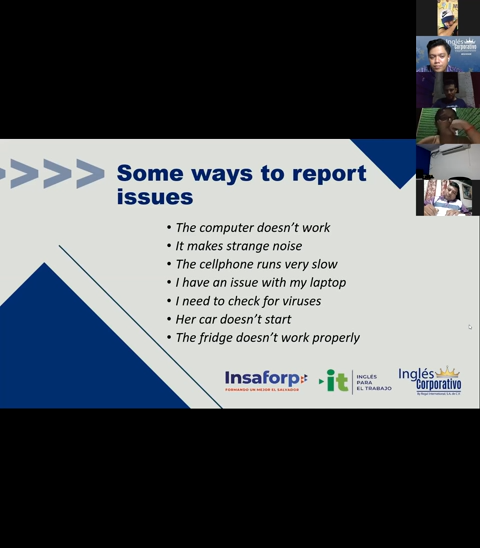 Inglés
Corporativo
>>>>
Some ways to report
issues
• The computer doesn't work
• It makes strange noise
• The cellphone runs very slow
• I have an issue with my laptop
• I need to check for viruses
• Her car doesn't start
• The fridge doesn't work properly
Insaforp
FORMANDO UN MEJOR EL SALVADOR
it
INGLÉS
PARA
EL TRABAJO
Inglés
Corporativo